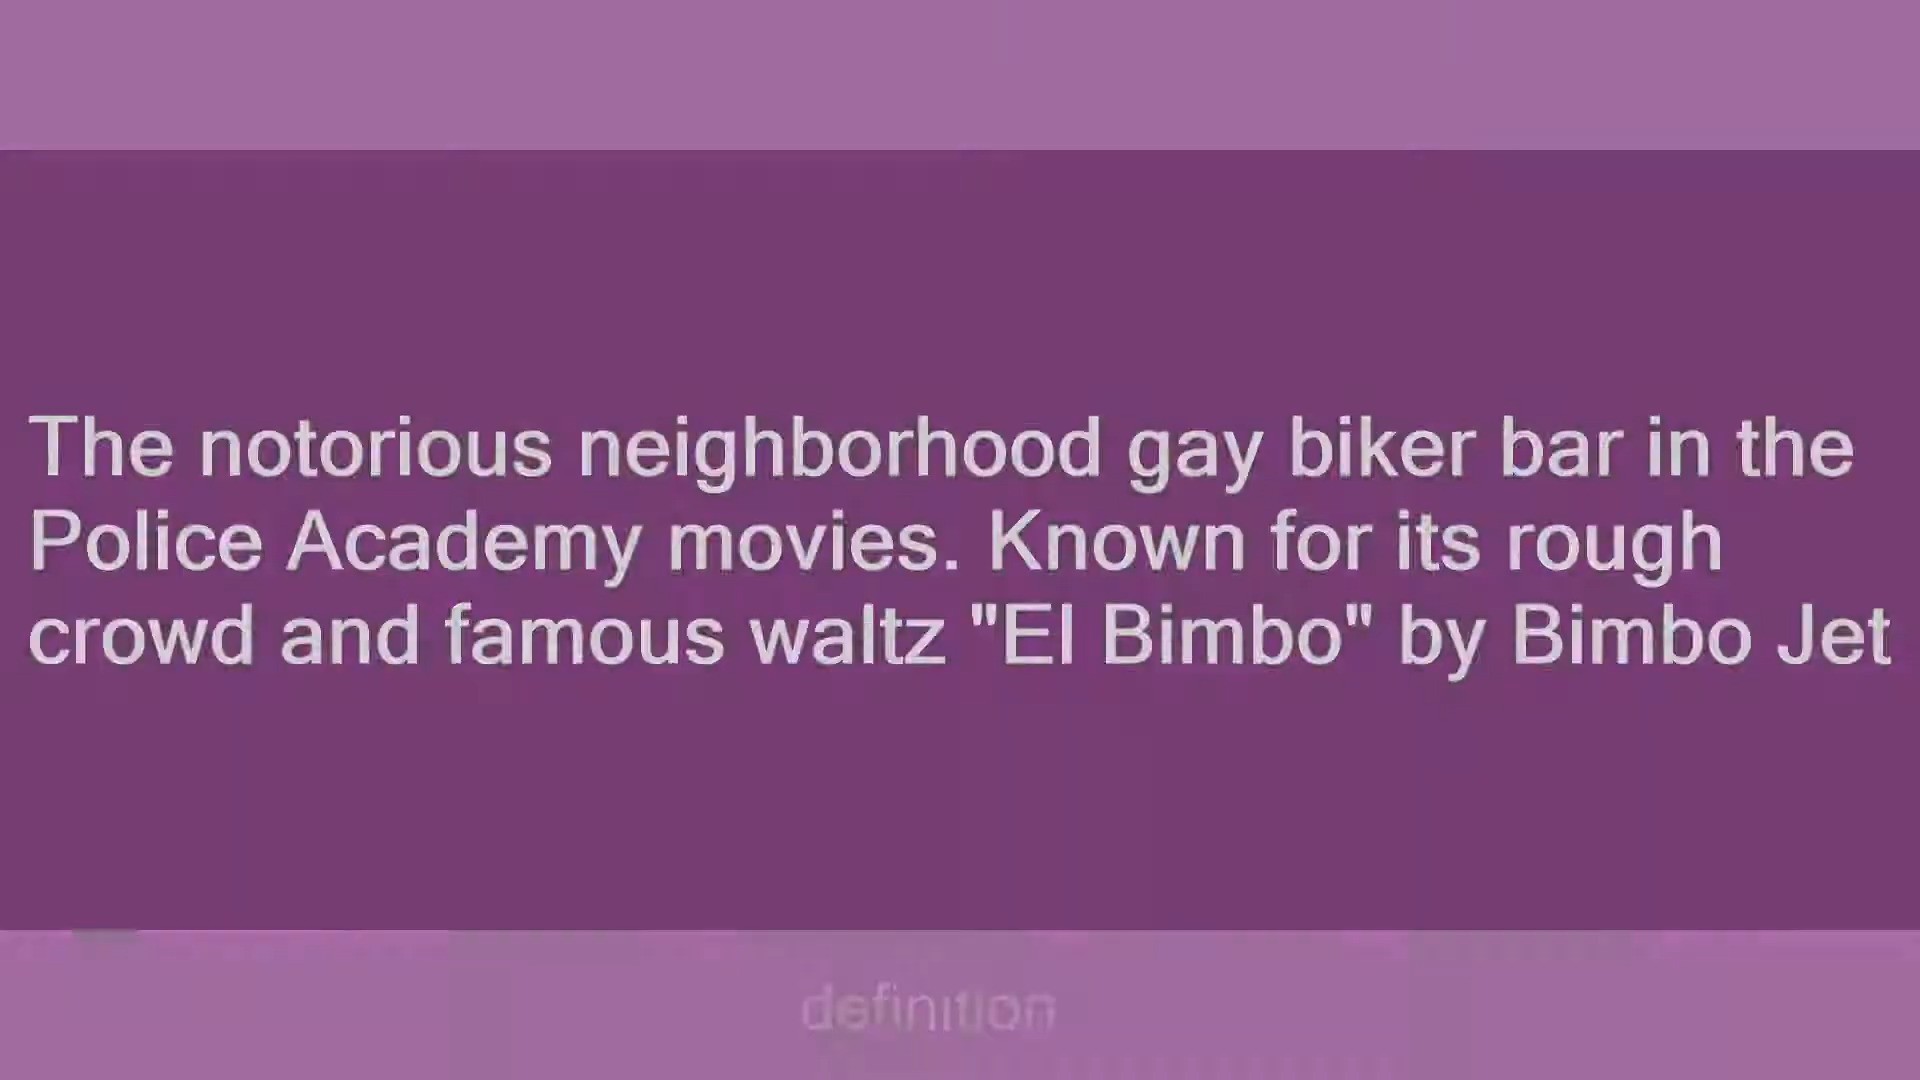 The notorious neighborhood gay biker bar in the
Police Academy movies. Known for its rough
crowd and famous waltz "El Bimbo" by Bimbo Jet
definition